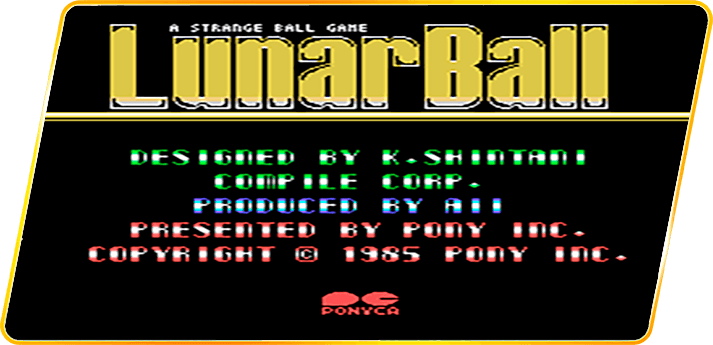 A STRANGE BALL GAME
LunarBall
DESIGNED BY K.SHINTANI
COMPILE CORP.
PRODUCED BY AII
PRESENTED BY PONY INC.
COPYRIGHT © 1985 PONY INC.
PONYCA